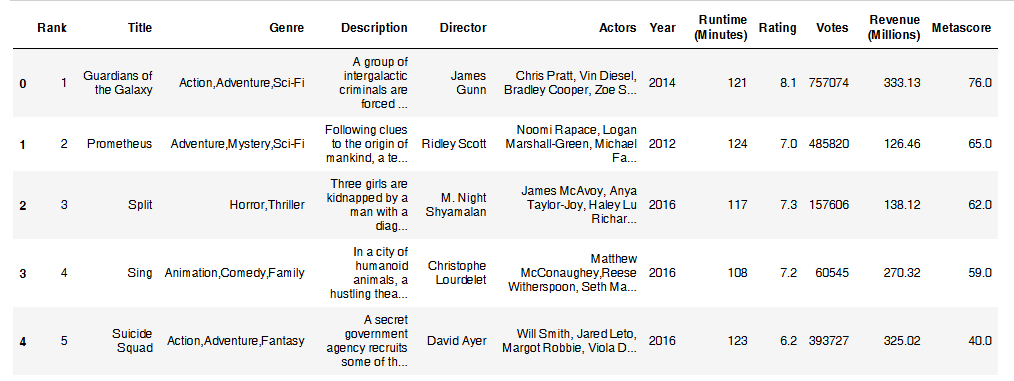 Rank Title Genre Description Director Actors Year Runtime (Minutes) Rating Votes Revenue (Millions) Metascore
0 1 Guardians of the Galaxy Action,Adventure,Sci-Fi A group of intergalactic criminals are forced ... James Gunn Chris Pratt, Vin Diesel, Bradley Cooper, Zoe S... 2014 121 8.1 757074 333.13 76.0
1 2 Prometheus Adventure,Mystery,Sci-Fi Following clues to the origin of mankind, a te... Ridley Scott Noomi Rapace, Logan Marshall-Green, Michael Fa... 2012 124 7.0 485820 126.46 65.0
2 3 Split Horror,Thriller Three girls are kidnapped by a man with a diag... M. Night Shyamalan James McAvoy, Anya Taylor-Joy, Haley Lu Richar... 2016 117 7.3 157606 138.12 62.0
3 4 Sing Animation,Comedy,Family In a city of humanoid animals, a hustling thea... Christophe Lourdelet Matthew McConaughey,Reese Witherspoon, Seth Ma... 2016 108 7.2 60545 270.32 59.0
4 5 Suicide Squad Action,Adventure,Fantasy A secret government agency recruits some of th... David Ayer Will Smith, Jared Leto, Margot Robbie, Viola D... 2016 123 6.2 393727 325.02 40.0